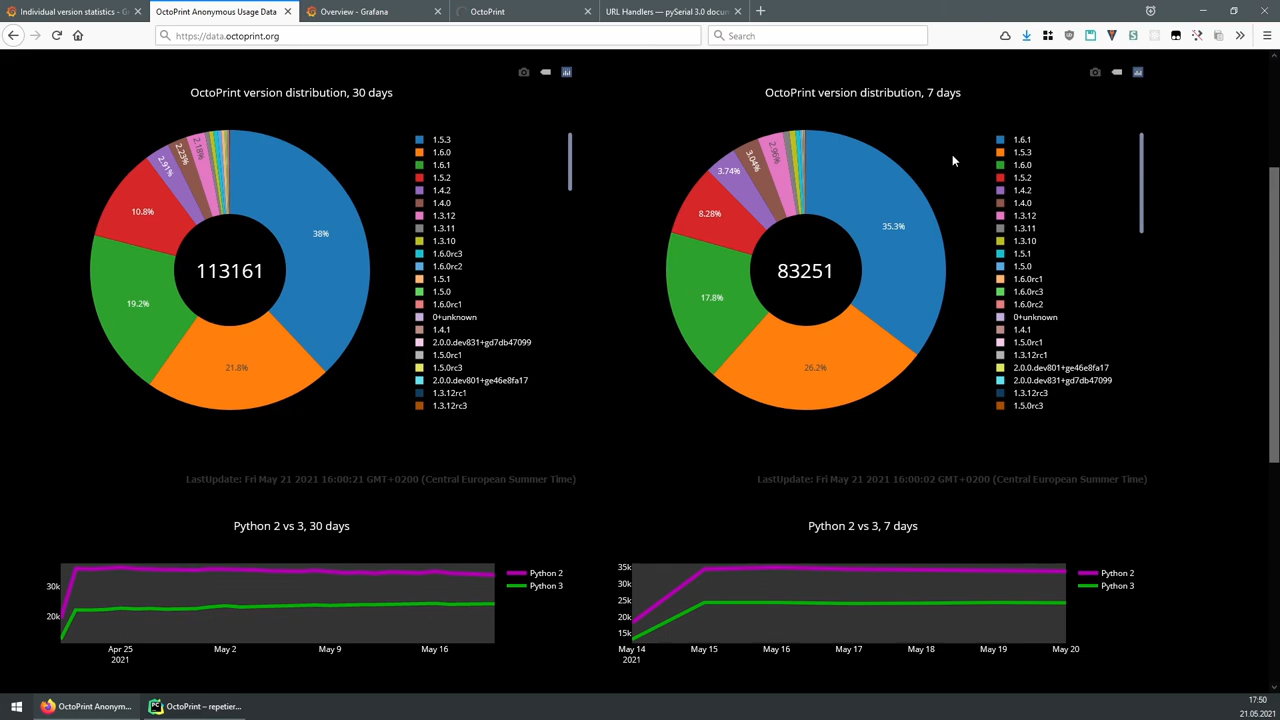 Individual version statistics - G
OctoPrint Anonymous Usage Data
Overview - Grafana
OctoPrint
URL Handlers — pySerial 3.0 docum
https://data.octoprint.org
Search
OctoPrint version distribution, 30 days
38%
21.8%
19.2%
10.8%
2.91%
2.23%
2.18%
113161
1.5.3
1.6.0
1.6.1
1.5.2
1.4.2
1.4.0
1.3.12
1.3.11
1.3.10
1.6.0rc3
1.6.0rc2
1.5.1
1.5.0
1.6.0rc1
0+unknown
1.4.1
2.0.0.dev831+gd7db47099
1.5.0rc1
1.5.0rc3
2.0.0.dev801+ge46e8fa17
1.3.12rc1
1.3.12rc3
LastUpdate: Fri May 21 2021 16:00:21 GMT+0200 (Central European Summer Time)
OctoPrint version distribution, 7 days
35.3%
26.2%
17.8%
8.28%
3.74%
3.04%
2.96%
83251
1.6.1
1.5.3
1.6.0
1.5.2
1.4.2
1.4.0
1.3.12
1.3.11
1.3.10
1.5.1
1.5.0
1.6.0rc1
1.6.0rc3
1.6.0rc2
0+unknown
1.4.1
1.5.0rc1
1.3.12rc1
2.0.0.dev801+ge46e8fa17
2.0.0.dev831+gd7db47099
1.3.12rc3
1.5.0rc3
LastUpdate: Fri May 21 2021 16:00:02 GMT+0200 (Central European Summer Time)
Python 2 vs 3, 30 days
30k
20k
Apr 25
2021
May 2
May 9
May 16
Python 2
Python 3
Python 2 vs 3, 7 days
35k
30k
25k
20k
15k
May 14
2021
May 15
May 16
May 17
May 18
May 19
May 20
Python 2
Python 3
OctoPrint Anonym...
OctoPrint – repetier...
17:50
21.05.2021